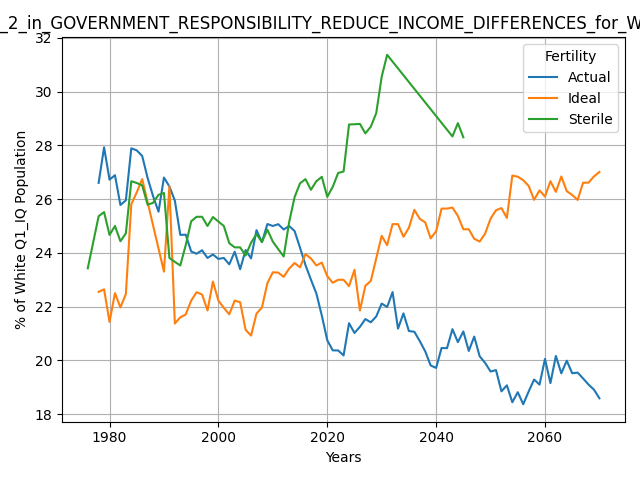 _2_in_GOVERNMENT_RESPONSIBILITY_REDUCE_INCOME_DIFFERENCES_for_W
Fertility
Actual
Ideal
Sterile
% of White Q1_IQ Population
32
30
28
26
24
22
20
18
1980
2000
2020
2040
2060
Years